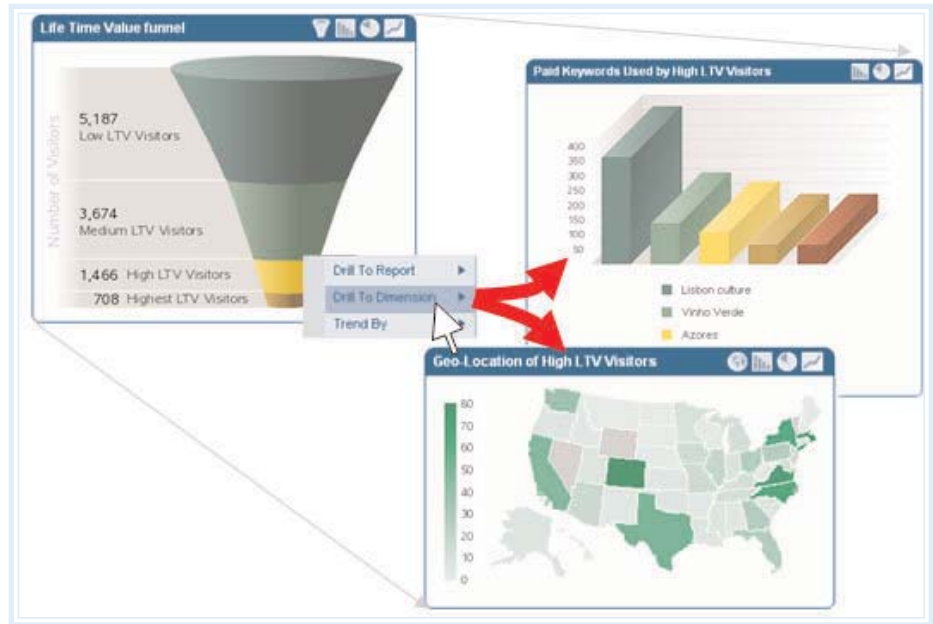 Life Time Value funnel
Number of Visitors
5,187
Low LTV Visitors
3,674
Medium LTV Visitors
1,466 High LTV Visitors
708 Highest LTV Visitors
Drill To Report
Drill To Dimension
Trend By
Paid Keywords Used by High LTV Visitors
400
350
300
250
200
150
100
50
Lisbon culture
Vinho Verde
Azores
Geo-Location of High LTV Visitors
80
70
60
50
40
30
20
10
0